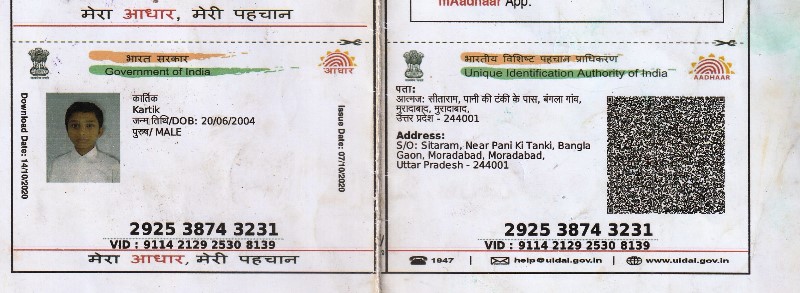 मेरा आधार, मेरी पहचान
mAadhaar App.
भारत सरकार
Government of India
आधार
Download Date: 14/10/2020
कार्तिक
Kartik
जन्म तिथि/DOB: 20/06/2004
पुरुष/ MALE
Issue Date: 07/10/2020
2925 3874 3231
VID : 9114 2129 2530 8139
मेरा आधार, मेरी पहचान
भारतीय विशिष्ट पहचान प्राधिकरण
Unique Identification Authority of India
AADHAAR
पता:
आत्मज: सीताराम, पानी की टंकी के पास, बंगला गांव,
मुरादाबाद, मुरादाबाद,
उत्तर प्रदेश - 244001
Address:
S/O: Sitaram, Near Pani Ki Tanki, Bangla
Gaon, Moradabad, Moradabad,
Uttar Pradesh - 244001
2925 3874 3231
VID : 9114 2129 2530 8139
1947 | help@uidai.gov.in | www.uidai.gov.in